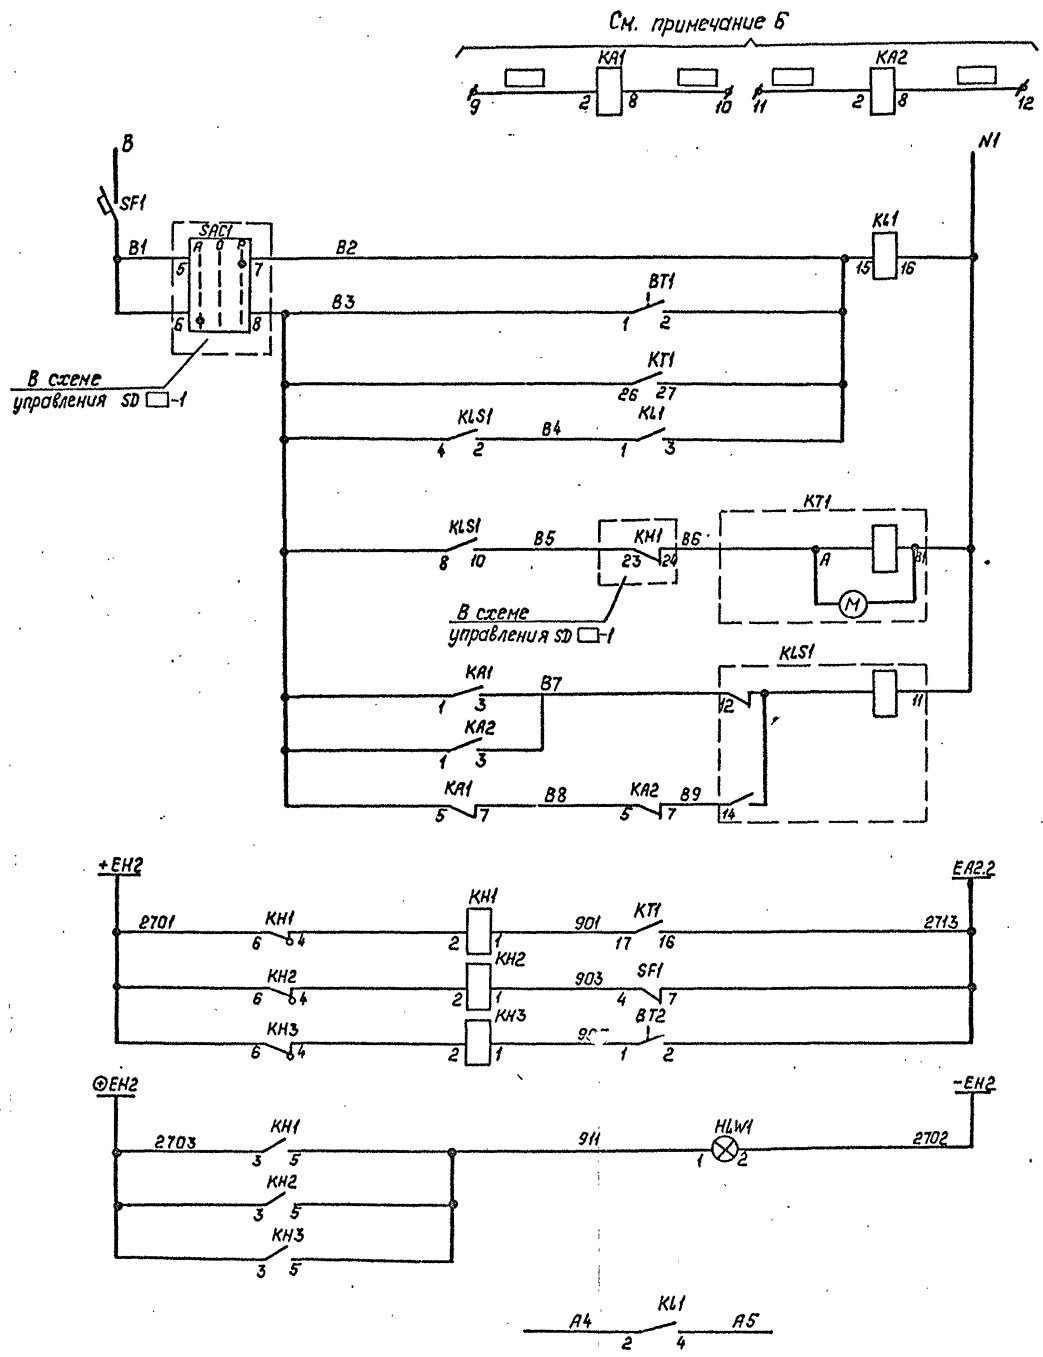 См. примечание Б
KA1 KA2
9 2 8 10 11 2 8 12
B N1
SF1
SAC1 KL1
B1 A 0 P B2
5 7 15 16
B3 BT1
6 8 1 2
KT1
В схеме
управления SD -1
26 27
KLS1 B4 KL1
4 2 1 3
KT1
KLS1 B5 KM1 B6
8 10 23 24 A B1
M
В схеме
управления SD -1
KLS1
KA1 B7
1 3 12 11
KA2
1 3
KA1 B8 KA2 B9
5 7 5 7 14
+EH2 EA2.2
2701 KH1 KH1 901 KT1 2713
6 4 2 1 17 16
KH2 KH2 903 SF1
6 4 2 1 4 7
KH3 KH3 BT2
6 4 2 1 1 2
⊕EH2 -EH2
2703 KH1 911 HLW1 2702
3 5 1 2
KH2
3 5
KH3
3 5
A4 KL1 A5
2 4